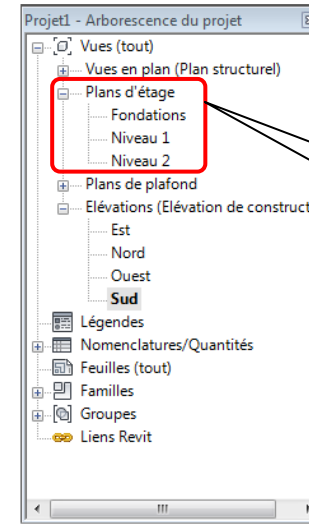 Projet1 - Arborescence du projet
Vues (tout)
Vues en plan (Plan structurel)
Plans d'étage
Fondations
Niveau 1
Niveau 2
Plans de plafond
Elévations (Elévation de construct
Est
Nord
Ouest
Sud
Légendes
Nomenclatures/Quantités
Feuilles (tout)
Familles
Groupes
Liens Revit